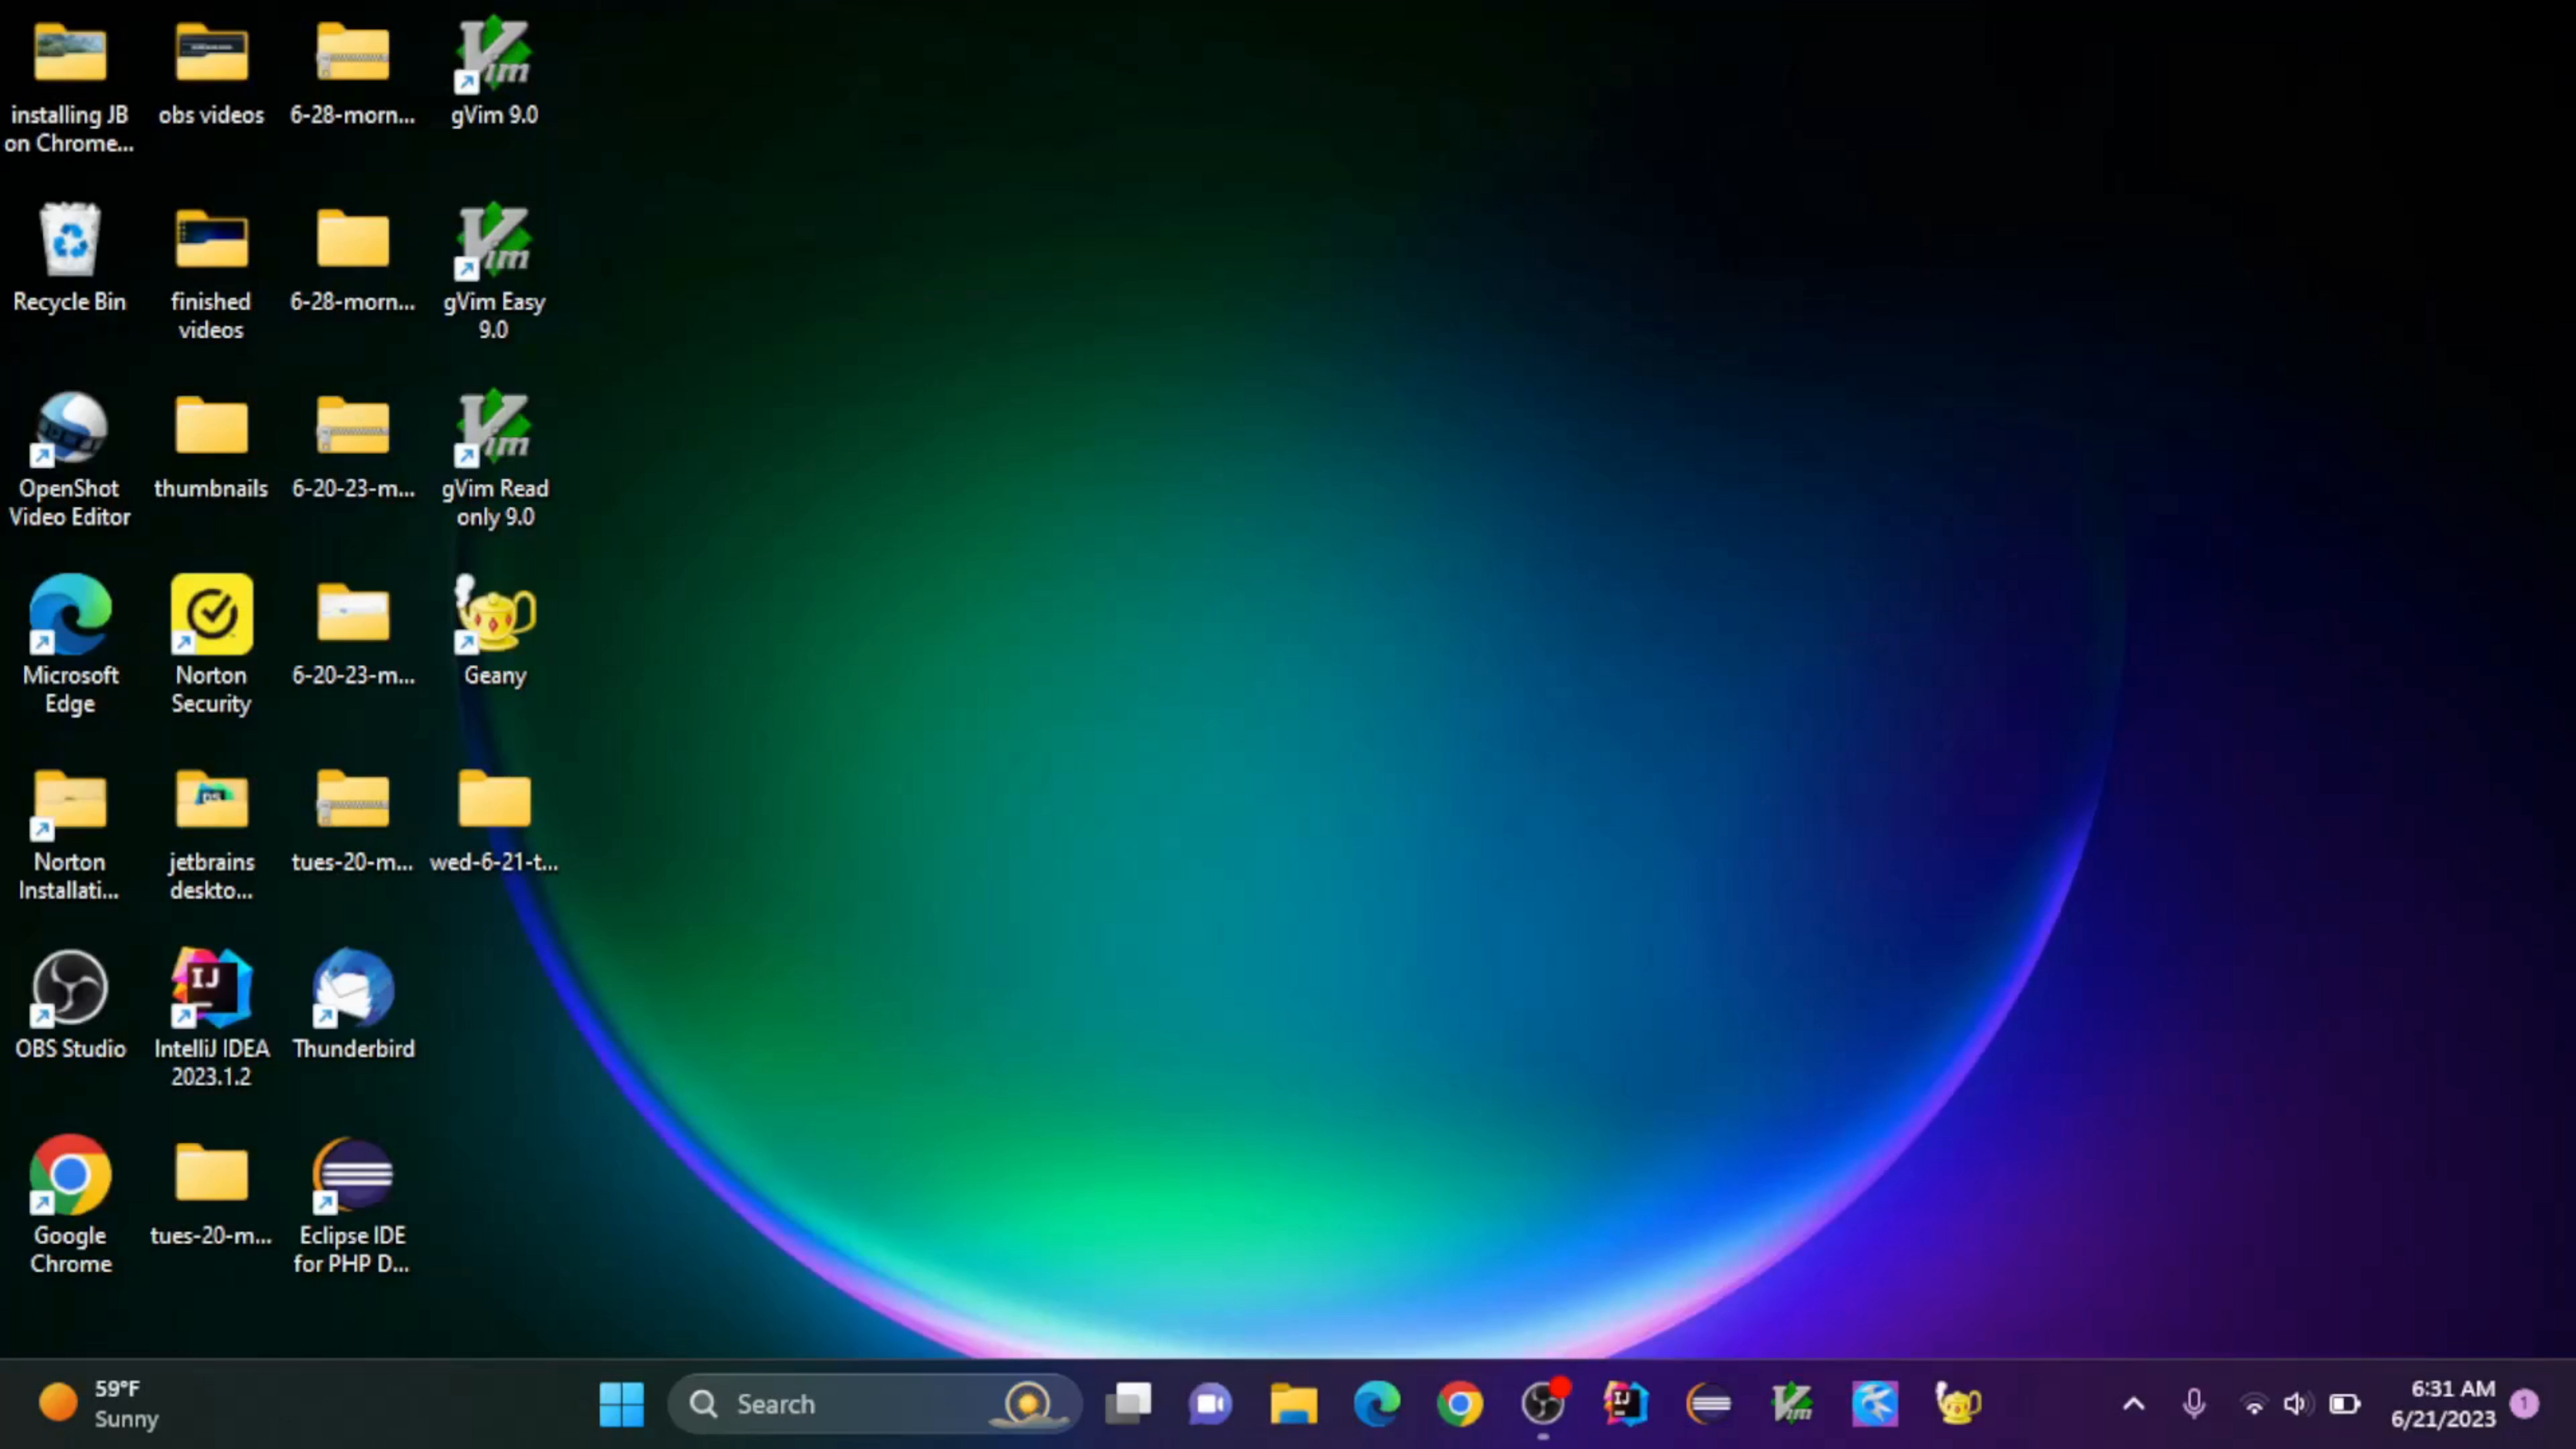 installing JB
on Chrome...
obs videos
6-28-morn...
gVim 9.0
Recycle Bin
finished
videos
6-28-morn...
gVim Easy
9.0
OpenShot
Video Editor
thumbnails
6-20-23-m...
gVim Read
only 9.0
Microsoft
Edge
Norton
Security
6-20-23-m...
Geany
Norton
Installati...
jetbrains
deskto...
tues-20-m...
wed-6-21-t...
OBS Studio
IJ
IntelliJ IDEA
2023.1.2
Thunderbird
Google
Chrome
tues-20-m...
Eclipse IDE
for PHP D...
59°F
Sunny
Search
6:31 AM
6/21/2023
1